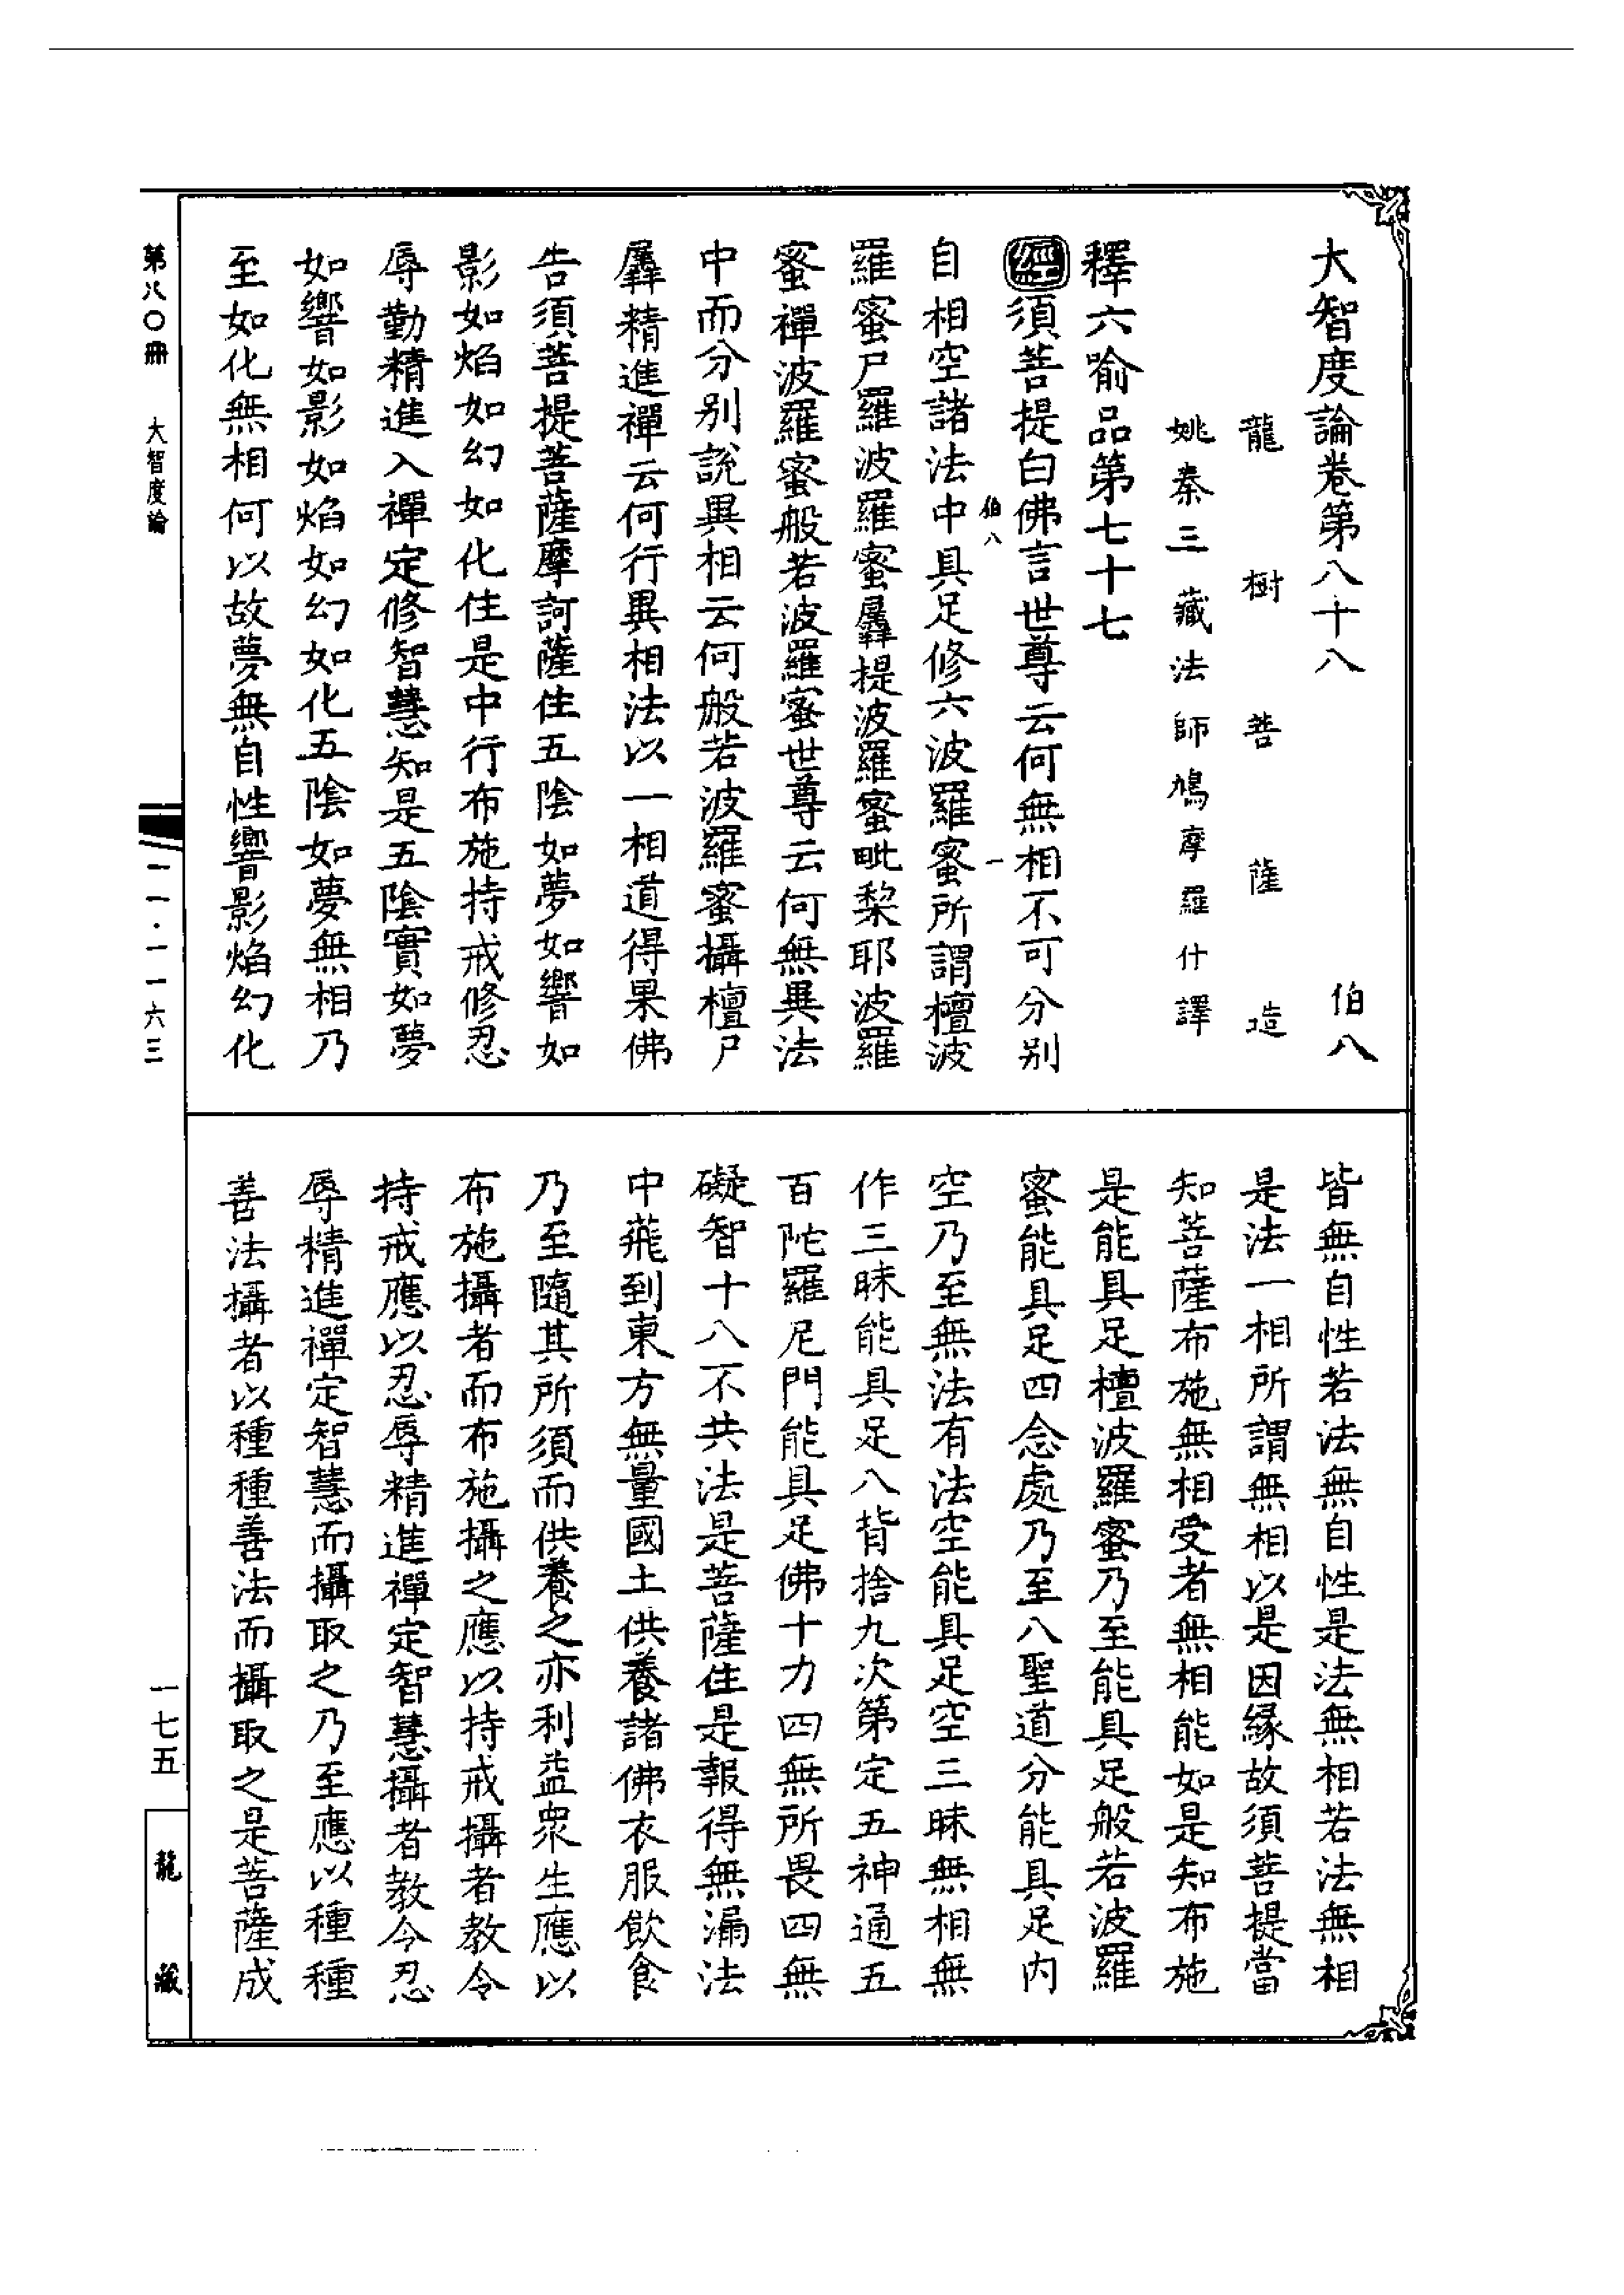 大智度論卷第八十八　伯八
龍樹菩薩造
姚秦三藏法師鳩摩羅什譯
釋六喻品第七十七
經須菩提白佛言世尊云何無相不可分別
伯八　一
自相空諸法中具足修六波羅蜜所謂檀波
羅蜜尸羅波羅蜜羼提波羅蜜毗棃耶波羅
蜜禪波羅蜜般若波羅蜜世尊云何無異法
中而分別說異相云何般若波羅蜜攝檀尸
羼精進禪云何行異相法以一相道得果佛
告須菩提菩薩摩訶薩住五陰如夢如響如
影如焰如幻如化住是中行布施持戒修忍
辱勤精進入禪定修智慧知是五陰實如夢
如響如影如焰如幻如化五陰如夢無相乃
至如化無相何以故夢無自性響影焰幻化
皆無自性若法無自性是法無相若法無相
是法一相所謂無相以是因緣故須菩提當
知菩薩布施無相受者無相能如是知布施
是能具足檀波羅蜜乃至能具足般若波羅
蜜能具足四念處乃至八聖道分能具足內
空乃至無法有法空能具足空三昧無相無
作三昧能具足八背捨九次第定五神通五
百陀羅尼門能具足佛十力四無所畏四無
礙智十八不共法是菩薩住是報得無漏法
中飛到東方無量國土供養諸佛衣服飲食
乃至隨其所須而供養之亦利益眾生應以
布施攝者而布施攝之應以持戒攝者教令
持戒應以忍辱精進禪定智慧攝者教令忍
辱精進禪定智慧而攝取之乃至應以種種
善法攝者以種種善法而攝取之是菩薩成
第八〇冊　大智度論
一一·一一六三
一七五
龍藏